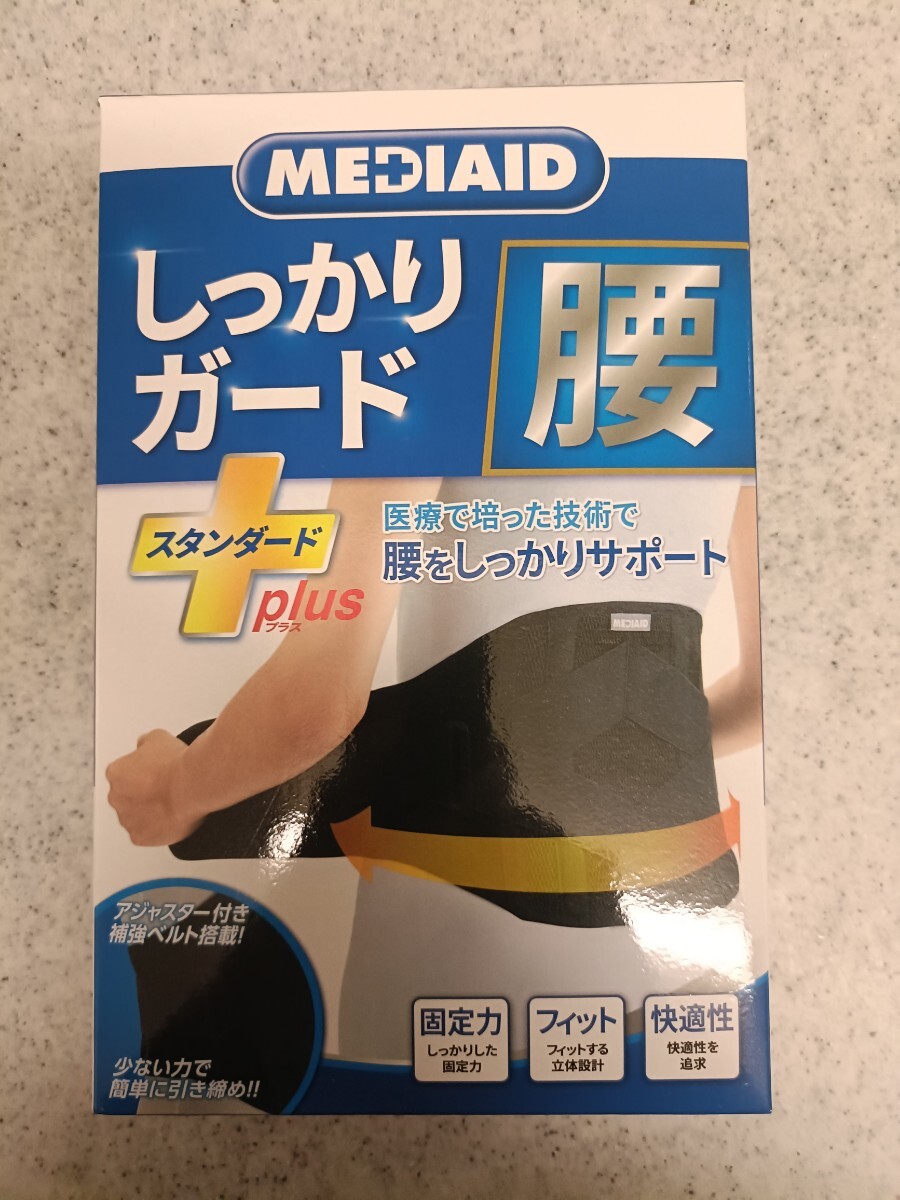 MEDIAID
しっかり
ガード
腰
スタンダード
plus
プラス
医療で培った技術で
腰をしっかりサポート
MEDIAID
アジャスター付き
補強ベルト搭載!
少ない力で
簡単に引き締め!!
固定力
しっかりした
固定力
フィット
フィットする
立体設計
快適性
快適性を
追求